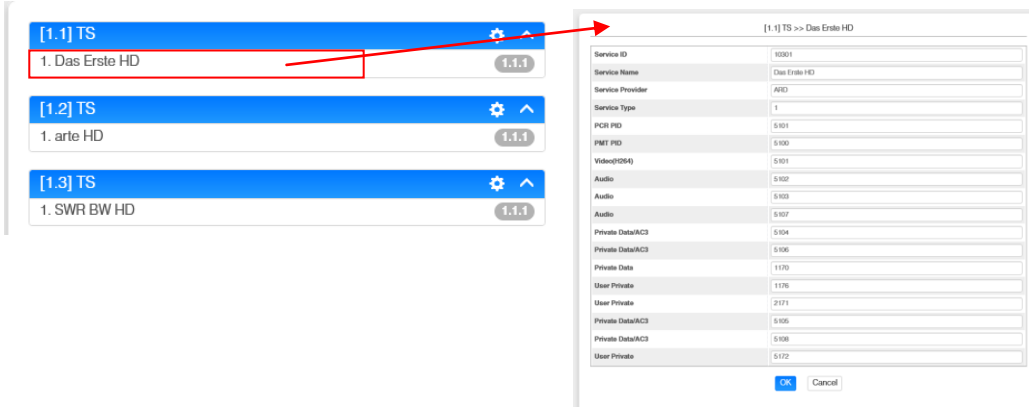 [1.1] TS
1. Das Erste HD
1.1.1
[1.2] TS
1. arte HD
1.1.1
[1.3] TS
1. SWR BW HD
1.1.1
[1.1] TS >> Das Erste HD
Service ID 10301
Service Name Das Erste HD
Service Provider ARD
Service Type 1
PCR PID 5101
PMT PID 5100
Video(H264) 5101
Audio 5102
Audio 5103
Audio 5107
Private Data/AC3 5104
Private Data/AC3 5106
Private Data 1170
User Private 1176
User Private 2171
Private Data/AC3 5105
Private Data/AC3 5108
User Private 5172
OK Cancel